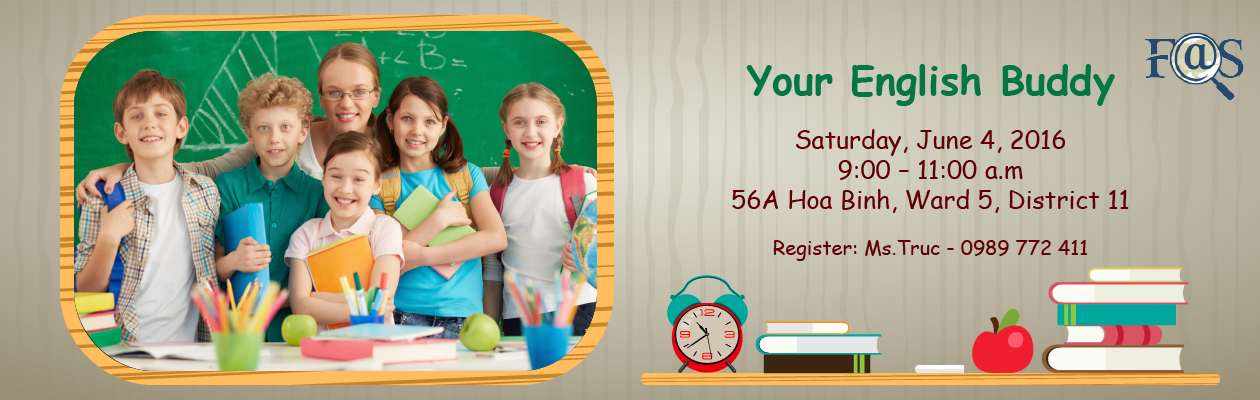 Your English Buddy
F@S
Saturday, June 4, 2016
9:00 – 11:00 a.m
56A Hoa Binh, Ward 5, District 11
Register: Ms.Truc - 0989 772 411